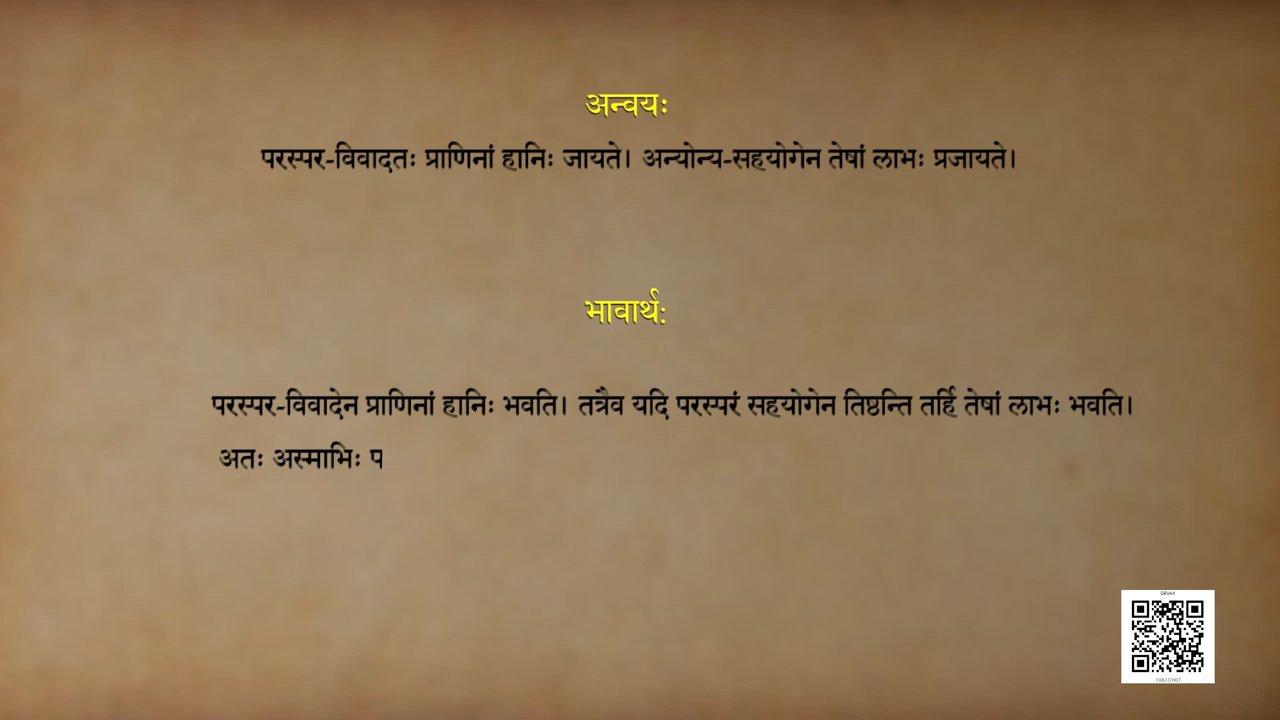 अन्वयः
परस्पर-विवादतः प्राणिनां हानिः जायते। अन्योन्य-सहयोगेन तेषां लाभः प्रजायते।
भावार्थ:
परस्पर-विवादेन प्राणिनां हानिः भवति। तत्रैव यदि परस्परं सहयोगेन तिष्ठन्ति तर्हि तेषां लाभः भवति।
अतः अस्माभिः प